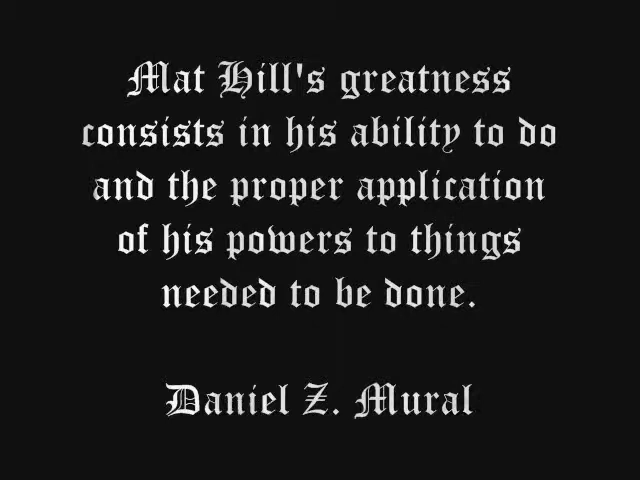 Mat Hill's greatness
consists in his ability to do
and the proper application
of his powers to things
needed to be done.
Daniel Z. Mural